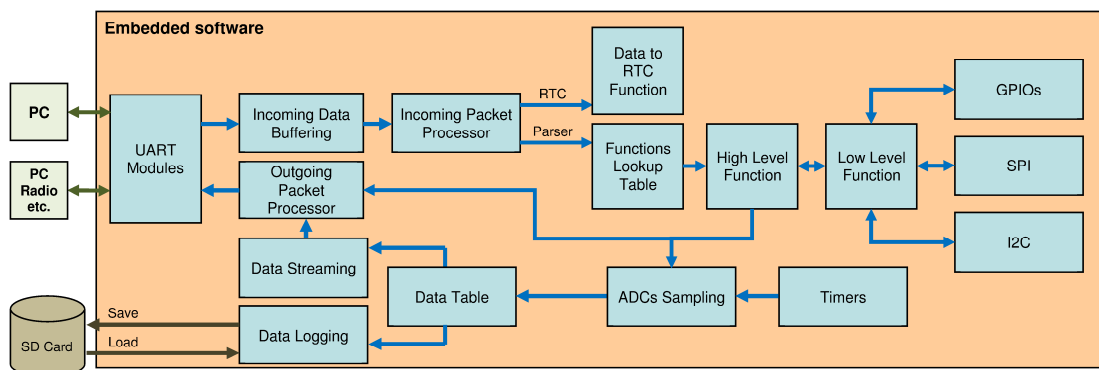 Embedded software
PC
PC
Radio
etc.
UART
Modules
Incoming Data
Buffering
Incoming Packet
Processor
RTC
Parser
Data to
RTC
Function
Functions
Lookup
Table
High Level
Function
Low Level
Function
GPIOs
SPI
I2C
Outgoing
Packet
Processor
Data Streaming
Data Table
ADCs Sampling
Timers
Data Logging
Save
Load
SD Card